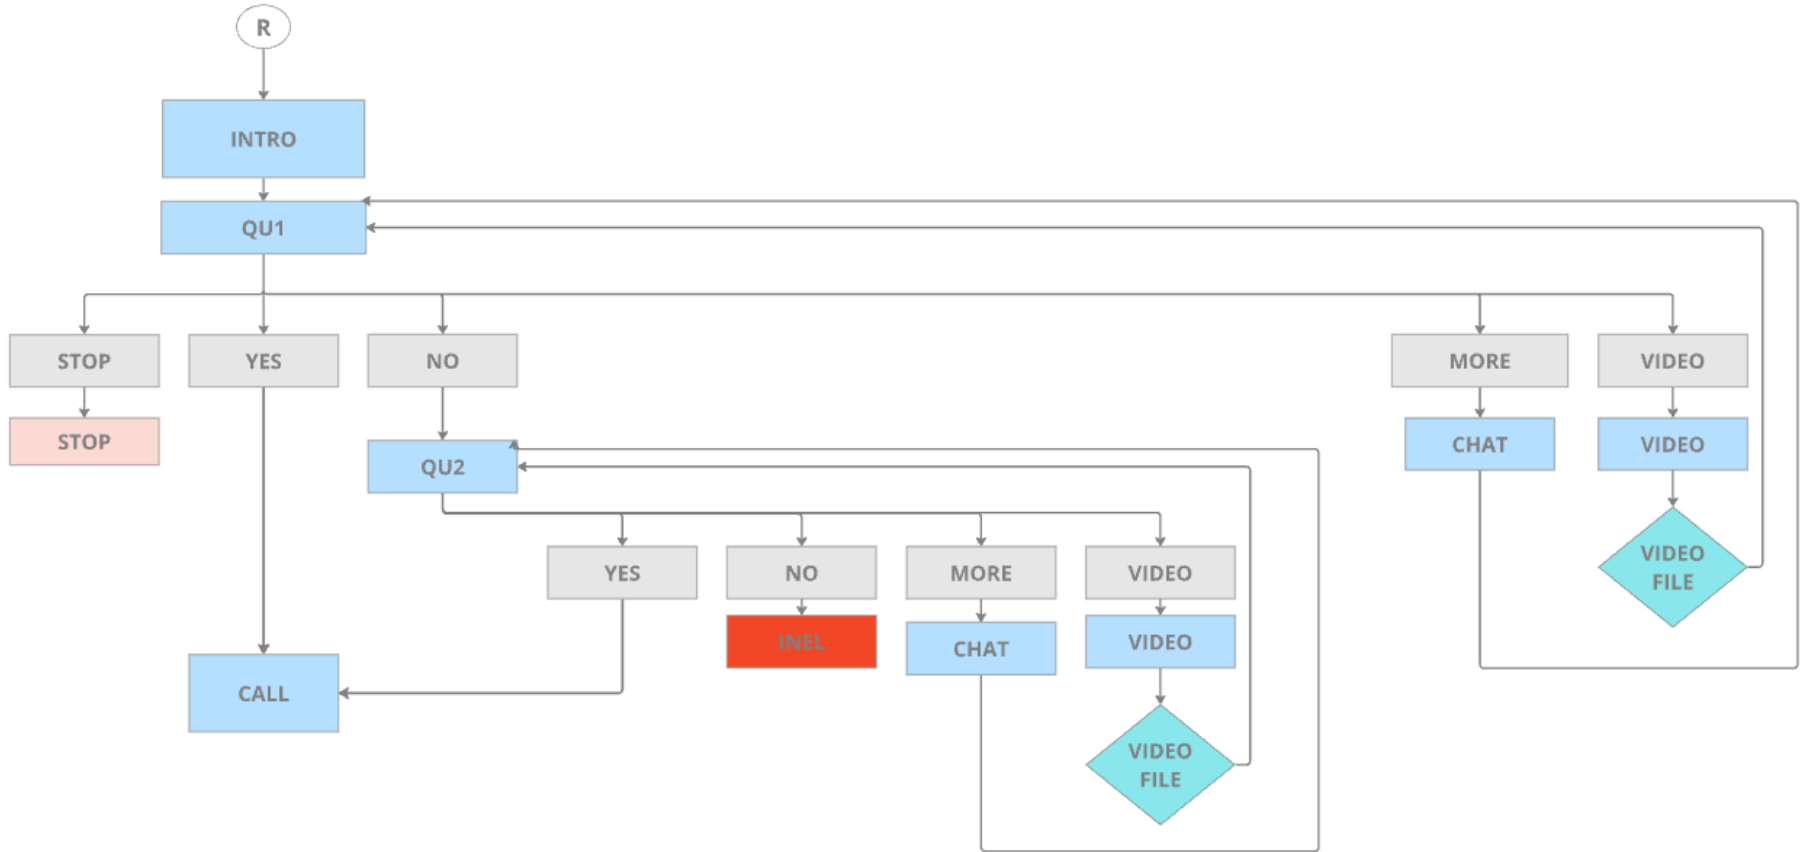 R
INTRO
QU1
STOP
YES
NO
MORE
VIDEO
STOP
CHAT
VIDEO
QU2
VIDEO
FILE
YES
NO
MORE
VIDEO
INEL
CHAT
VIDEO
CALL
VIDEO
FILE